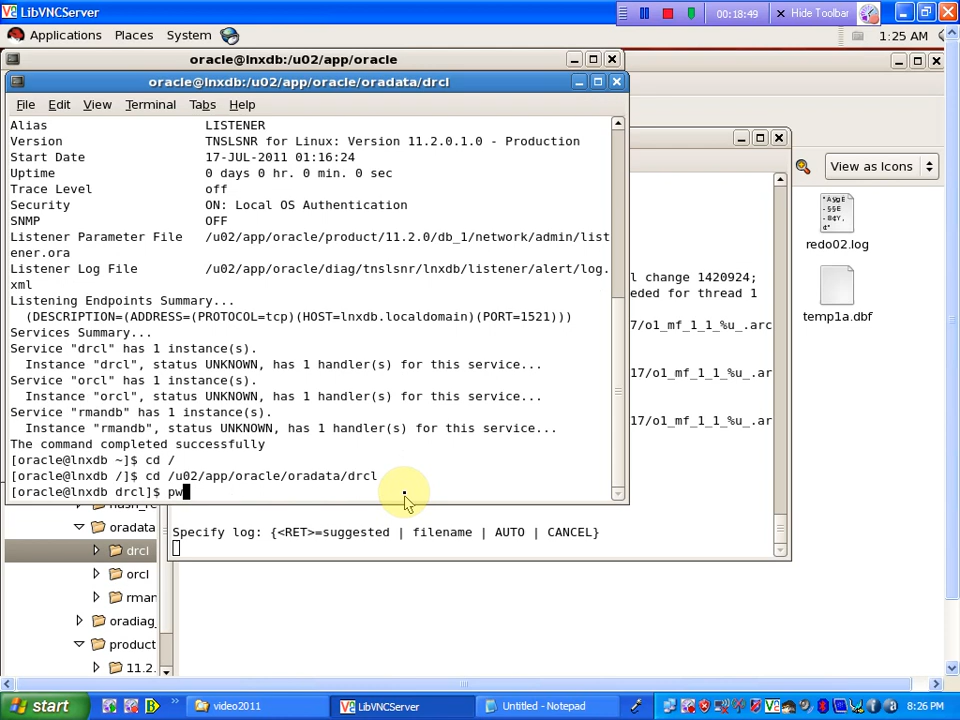 LibVNCServer
00:18:49
Hide Toolbar
Applications Places System
1:25 AM
oracle@lnxdb:/u02/app/oracle
oracle@lnxdb:/u02/app/oracle/oradata/drcl
File Edit View Terminal Tabs Help
Alias LISTENER
Version TNSLSNR for Linux: Version 11.2.0.1.0 - Production
Start Date 17-JUL-2011 01:16:24
Uptime 0 days 0 hr. 0 min. 0 sec
Trace Level off
Security ON: Local OS Authentication
SNMP OFF
Listener Parameter File /u02/app/oracle/product/11.2.0/db_1/network/admin/list
ener.ora
Listener Log File /u02/app/oracle/diag/tnslsnr/lnxdb/listener/alert/log.
xml
Listening Endpoints Summary...
(DESCRIPTION=(ADDRESS=(PROTOCOL=tcp)(HOST=lnxdb.localdomain)(PORT=1521)))
Services Summary...
Service "drcl" has 1 instance(s).
Instance "drcl", status UNKNOWN, has 1 handler(s) for this service...
Service "orcl" has 1 instance(s).
Instance "orcl", status UNKNOWN, has 1 handler(s) for this service...
Service "rmandb" has 1 instance(s).
Instance "rmandb", status UNKNOWN, has 1 handler(s) for this service...
The command completed successfully
[oracle@lnxdb ~]$ cd /
[oracle@lnxdb /]$ cd /u02/app/oracle/oradata/drcl
[oracle@lnxdb drcl]$ pw
View as Icons
redo02.log
temp1a.dbf
l change 1420924;
eded for thread 1
7/o1_mf_1_1_%u_.arc
17/o1_mf_1_1_%u_.ar
17/o1_mf_1_1_%u_.ar
Specify log: {<RET>=suggested | filename | AUTO | CANCEL}
oradata
drcl
orcl
rman
oradiag_
product
11.2.
start
video2011
LibVNCServer
Untitled - Notepad
8:26 PM